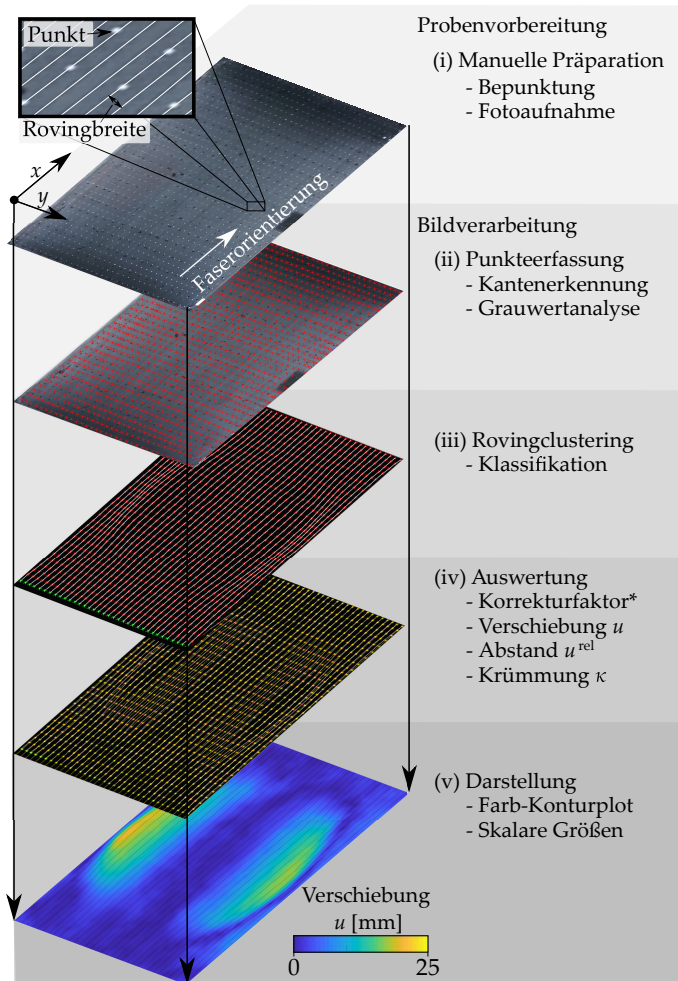 Punkt
Rovingbreite
x
y
Faserorientierung
Probenvorbereitung
(i) Manuelle Präparation
- Bepunktung
- Fotoaufnahme
Bildverarbeitung
(ii) Punkteerfassung
- Kantenerkennung
- Grauwertanalyse
(iii) Rovingclustering
- Klassifikation
(iv) Auswertung
- Korrekturfaktor*
- Verschiebung u
- Abstand u^rel
- Krümmung κ
(v) Darstellung
- Farb-Konturplot
- Skalare Größen
Verschiebung
u [mm]
0 25